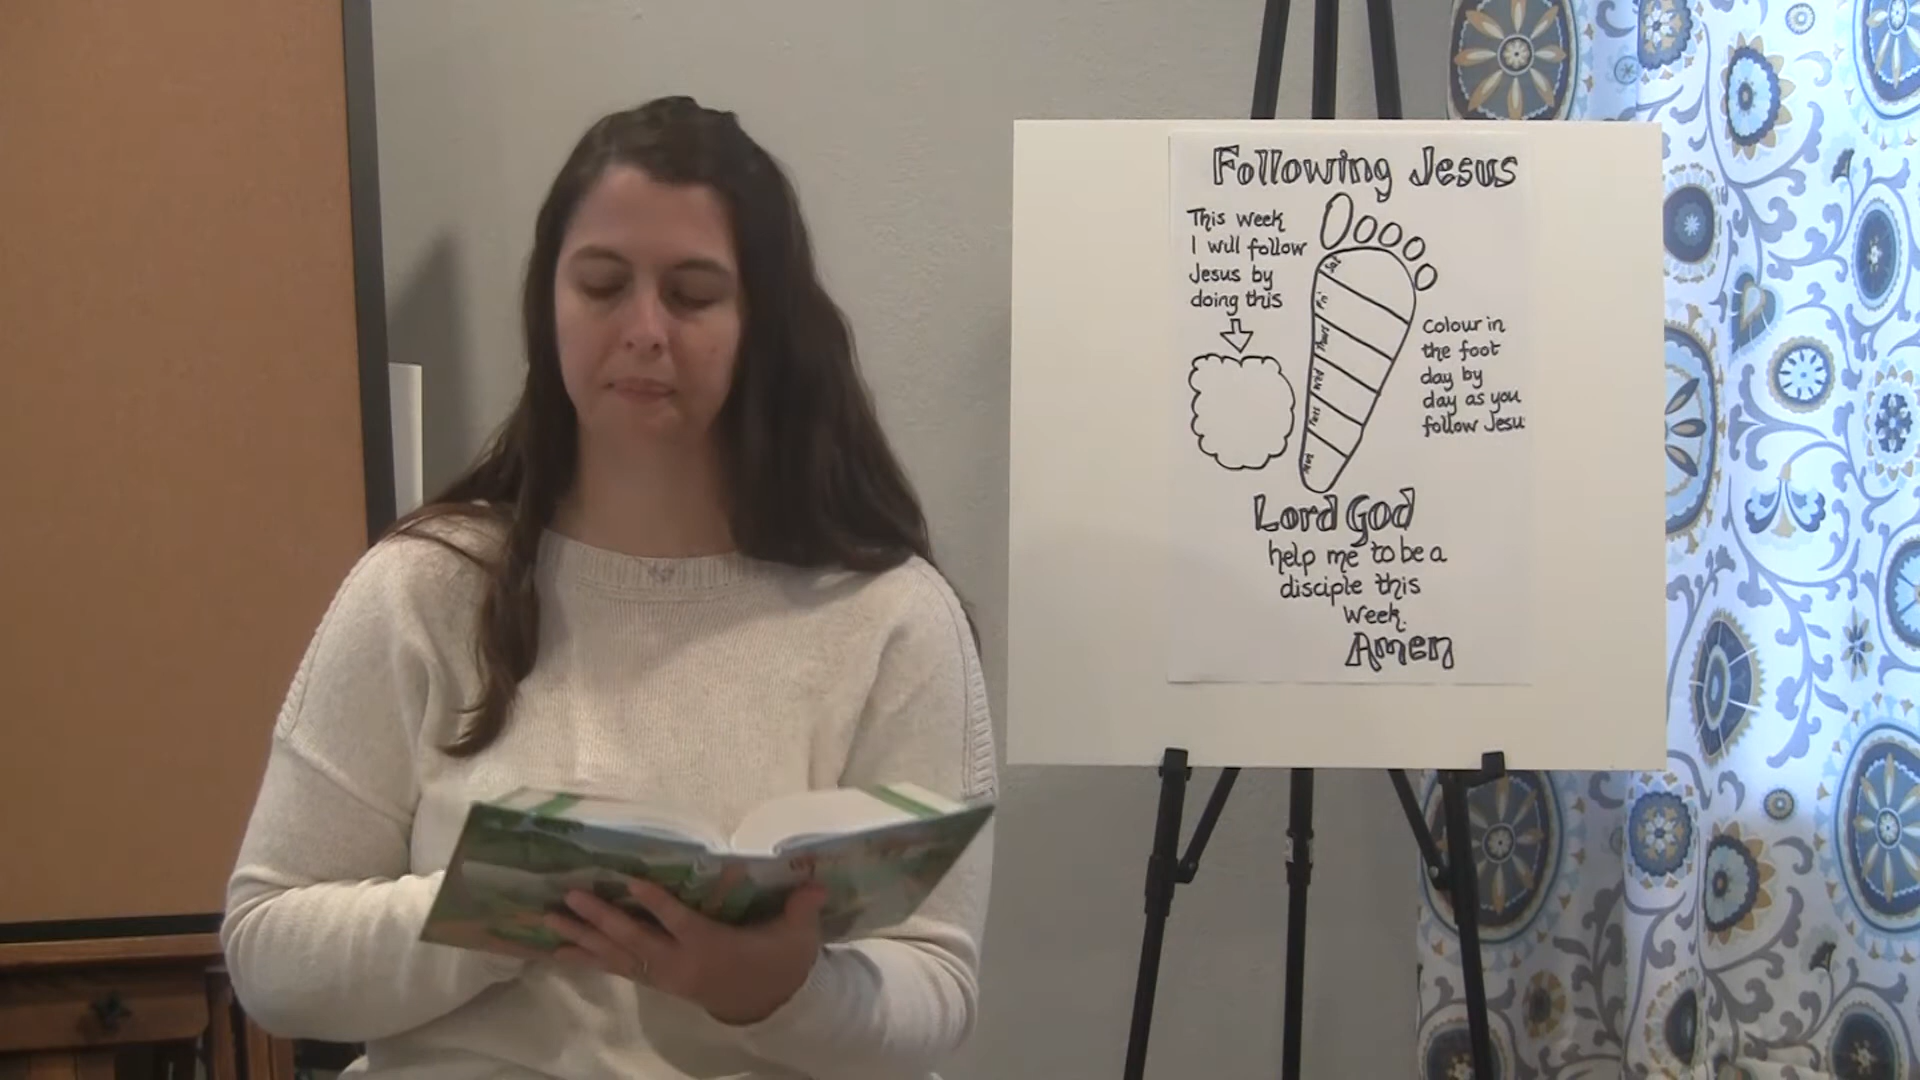 Following Jesus
This week
I will follow
Jesus by
doing this
Colour in
the foot
day by
day as you
follow Jesu
Lord God
help me to be a
disciple this
week.
Amen